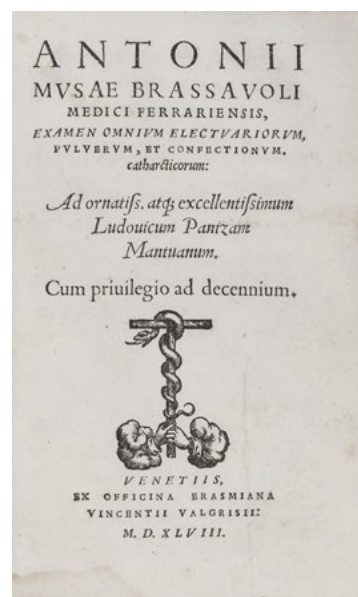 ANTONII
MVSAE BRASSAVOLI
MEDICI FERRARIENSIS,
EXAMEN OMNIVM ELECTVARIORVM,
PVLVERVM, ET CONFECTIONVM.
catharcticorum:
Ad ornatiſs. atq; excellentiſsimum
Ludouicum Panizam
Mantuanum.
Cum priuilegio ad decennium.
VENETIIS,
EX OFFICINA ERASMIANA
VINCENTII VALGRISII:
M. D. XLVIII.